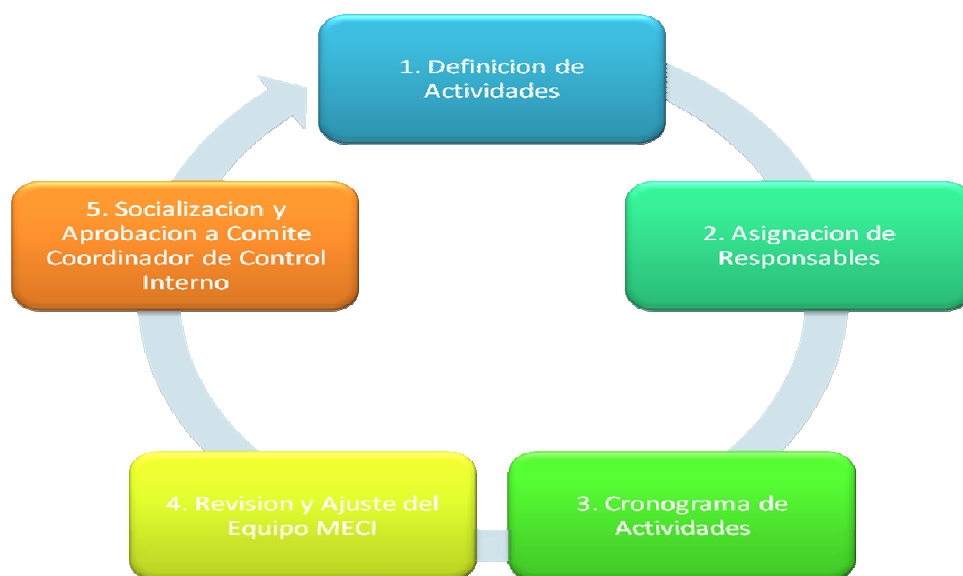 1. Definicion de
Actividades
2. Asignacion de
Responsables
3. Cronograma de
Actividades
4. Revision y Ajuste del
Equipo MECI
5. Socializacion y
Aprobacion a Comite
Coordinador de Control
Interno